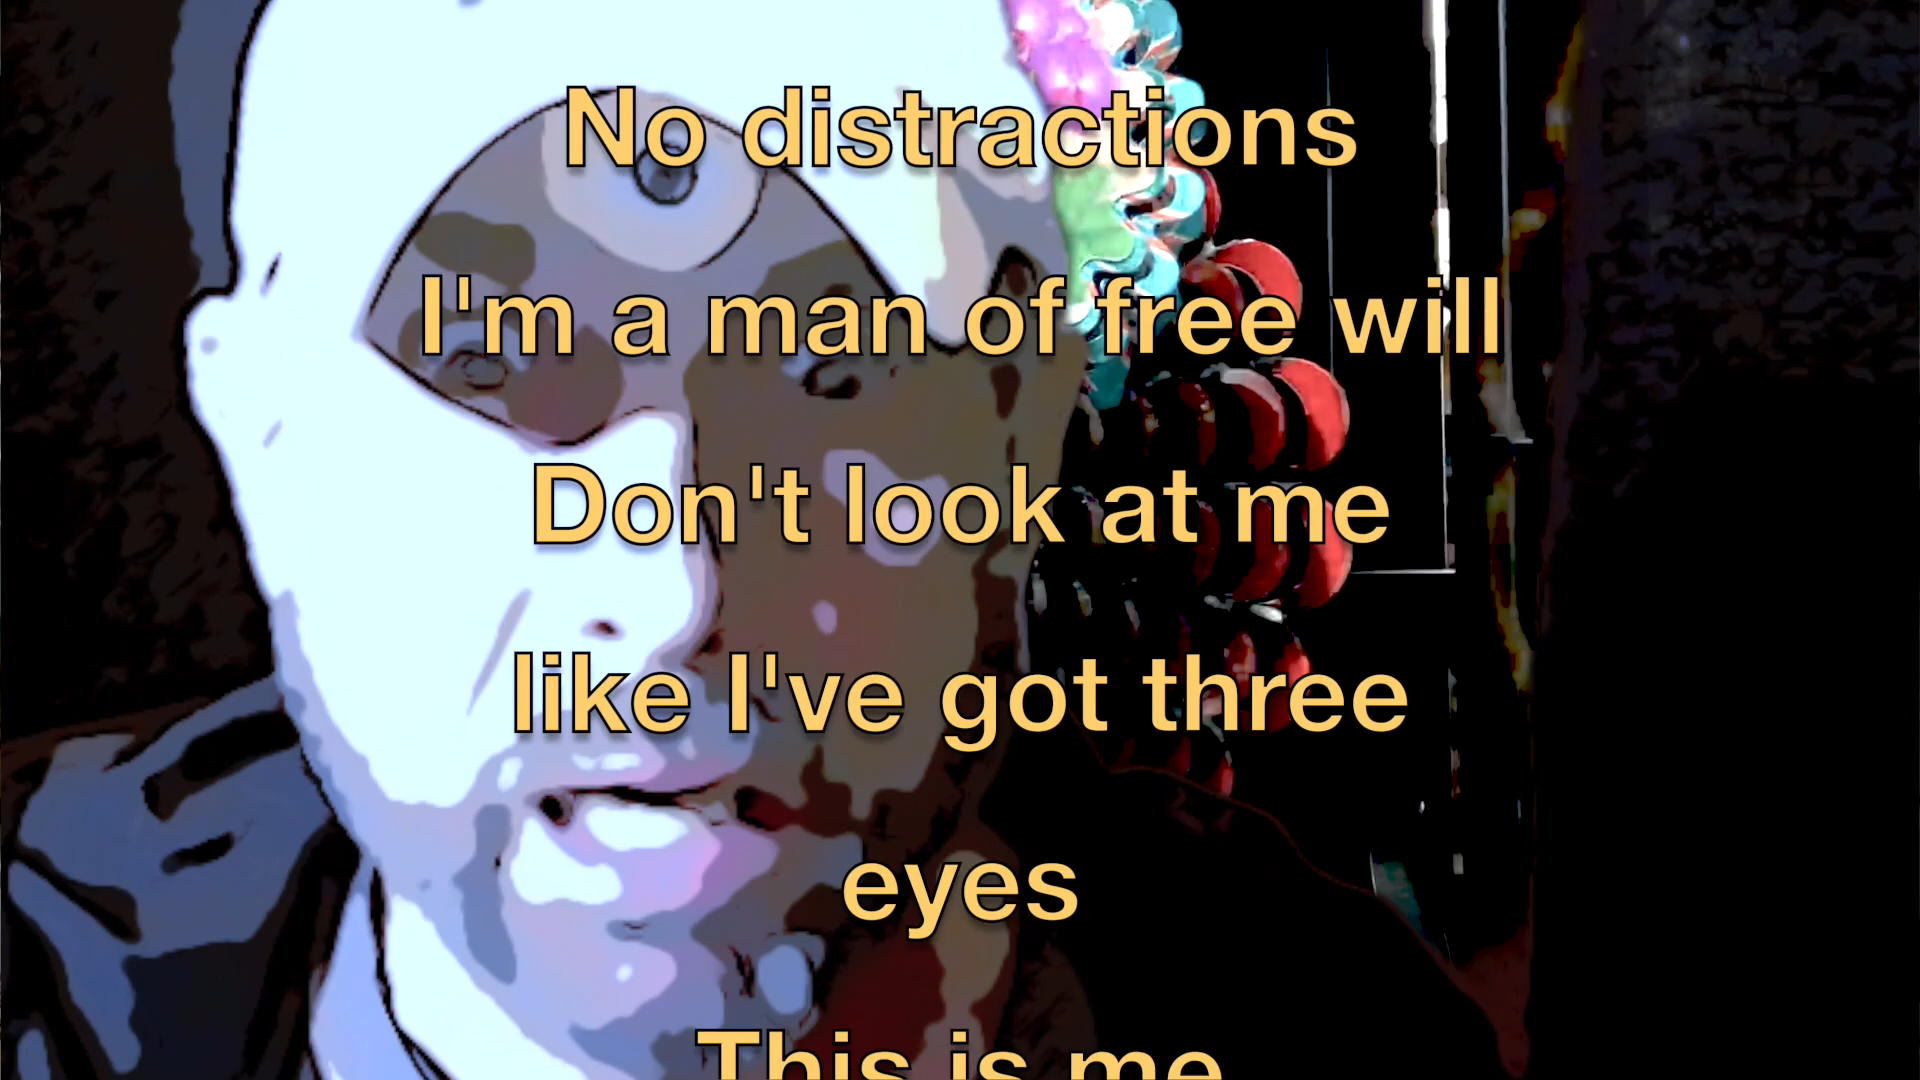 No distractions
I'm a man of free will
Don't look at me
like I've got three
eyes
This is me